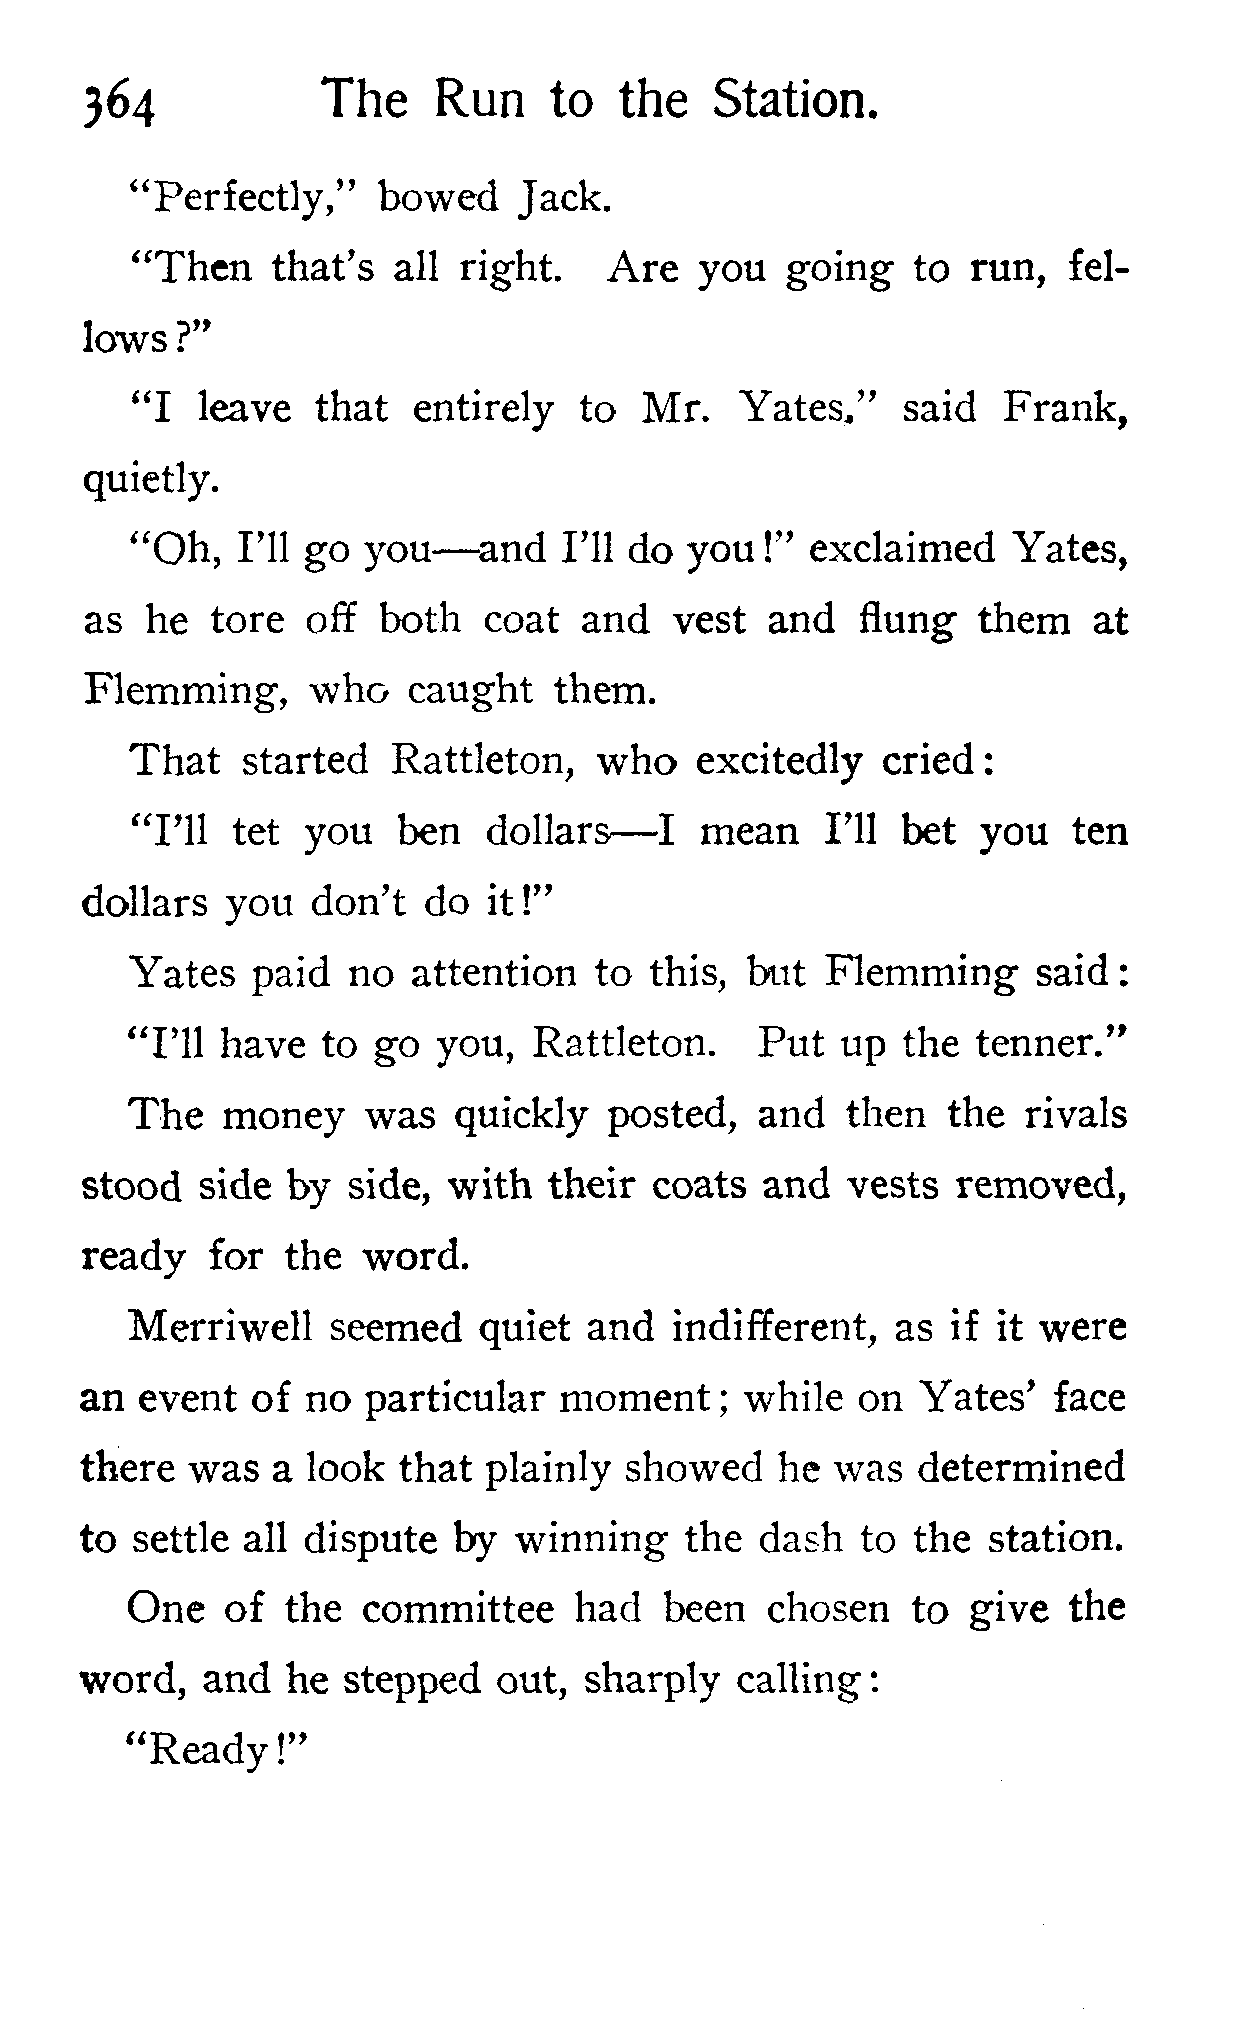 364 The Run to the Station.
"Perfectly," bowed Jack.
"Then that's all right. Are you going to run, fel-
lows?"
"I leave that entirely to Mr. Yates," said Frank,
quietly.
"Oh, I'll go you—and I'll do you!" exclaimed Yates,
as he tore off both coat and vest and flung them at
Flemming, who caught them.
That started Rattleton, who excitedly cried:
"I'll tet you ben dollars—I mean I'll bet you ten
dollars you don't do it!"
Yates paid no attention to this, but Flemming said:
"I'll have to go you, Rattleton. Put up the tenner."
The money was quickly posted, and then the rivals
stood side by side, with their coats and vests removed,
ready for the word.
Merriwell seemed quiet and indifferent, as if it were
an event of no particular moment; while on Yates' face
there was a look that plainly showed he was determined
to settle all dispute by winning the dash to the station.
One of the committee had been chosen to give the
word, and he stepped out, sharply calling:
"Ready!"